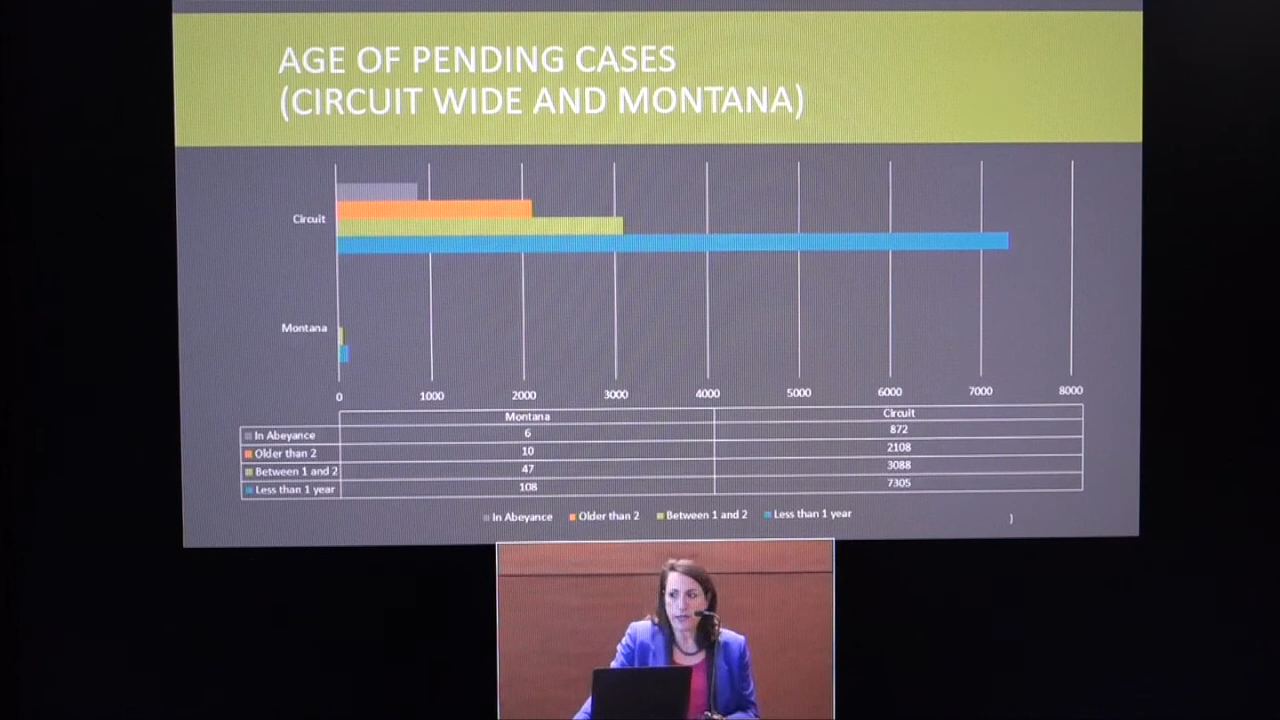 AGE OF PENDING CASES
(CIRCUIT WIDE AND MONTANA)
Circuit
Montana
0 1000 2000 3000 4000 5000 6000 7000 8000
Montana Circuit
In Abeyance 6 872
Older than 2 10 2108
Between 1 and 2 47 3088
Less than 1 year 108 7305
In Abeyance Older than 2 Between 1 and 2 Less than 1 year
)